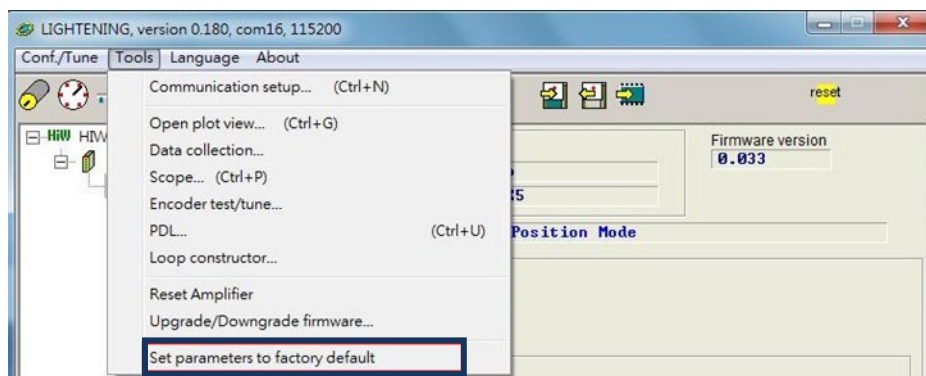 LIGHTENING, version 0.180, com16, 115200
Conf./Tune Tools Language About
Communication setup... (Ctrl+N)
Open plot view... (Ctrl+G)
Data collection...
Scope... (Ctrl+P)
Encoder test/tune...
PDL... (Ctrl+U)
Loop constructor...
Reset Amplifier
Upgrade/Downgrade firmware...
Set parameters to factory default
reset
HIW HIW
Firmware version
0.033
Position Mode